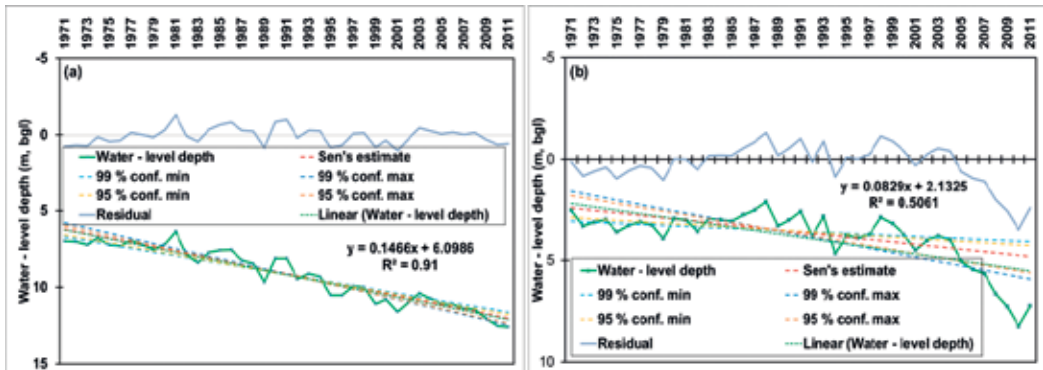 1971 1973 1975 1977 1979 1981 1983 1985 1987 1989 1991 1993 1995 1997 1999 2001 2003 2005 2007 2009 2011
-5
(a)
0
Water - level depth Sen's estimate
99 % conf. min 99 % conf. max
95 % conf. min 95 % conf. max
Residual Linear (Water - level depth)
5
y = 0.1466x + 6.0986
R² = 0.91
10
15
Water - level depth (m, bgl)
1971 1973 1975 1977 1979 1981 1983 1985 1987 1989 1991 1993 1995 1997 1999 2001 2003 2005 2007 2009 2011
-5
(b)
0
y = 0.0829x + 2.1325
R² = 0.5061
5
Water - level depth Sen's estimate
99 % conf. min 99 % conf. max
95 % conf. min 95 % conf. max
Residual Linear (Water - level depth)
10
Water - level depth (m, bgl)